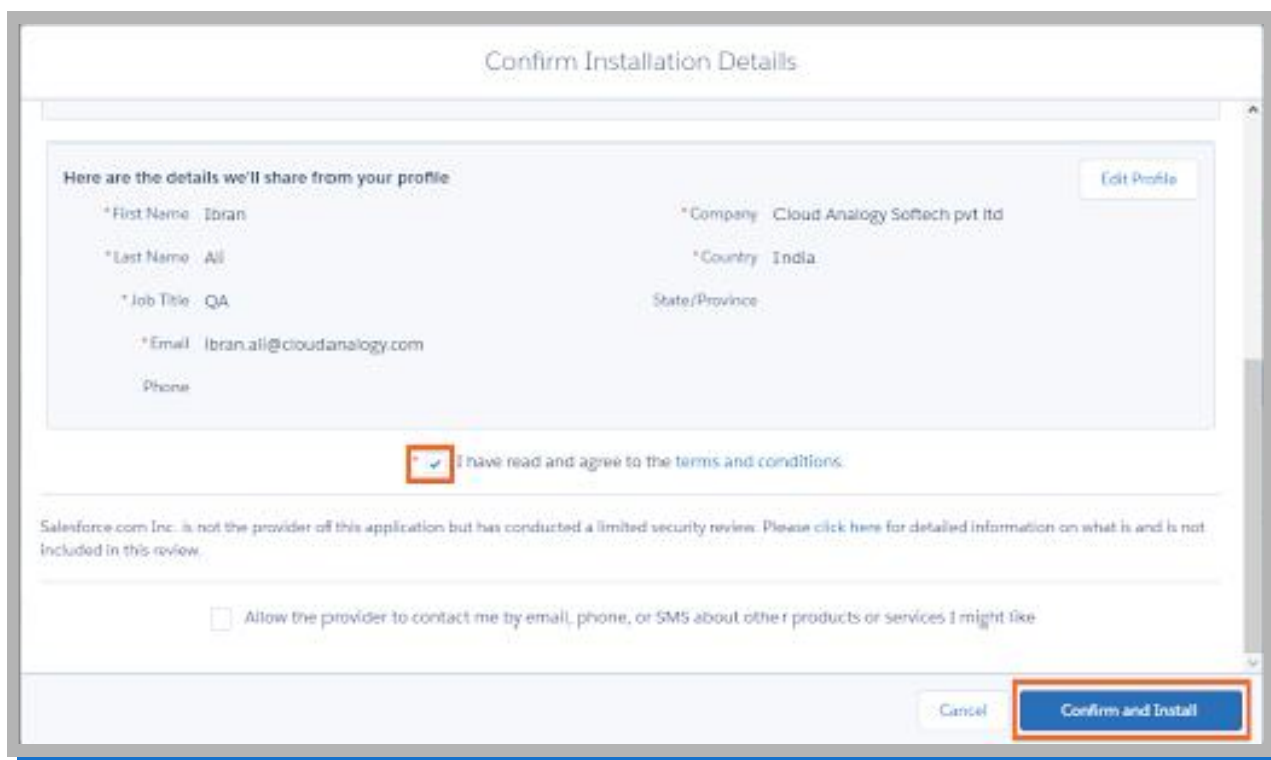 Confirm Installation Details
Here are the details we'll share from your profile
Edit Profile
* First Name Ibran
* Company Cloud Analogy Softech pvt ltd
* Last Name Ali
* Country India
* Job Title QA
State/Province
* Email ibran.ali@cloudanalogy.com
Phone
* I have read and agree to the terms and conditions.
Salesforce.com Inc. is not the provider of this application but has conducted a limited security review. Please click here for detailed information on what is and is not
included in this review.
Allow the provider to contact me by email, phone, or SMS about other products or services I might like
Cancel
Confirm and Install